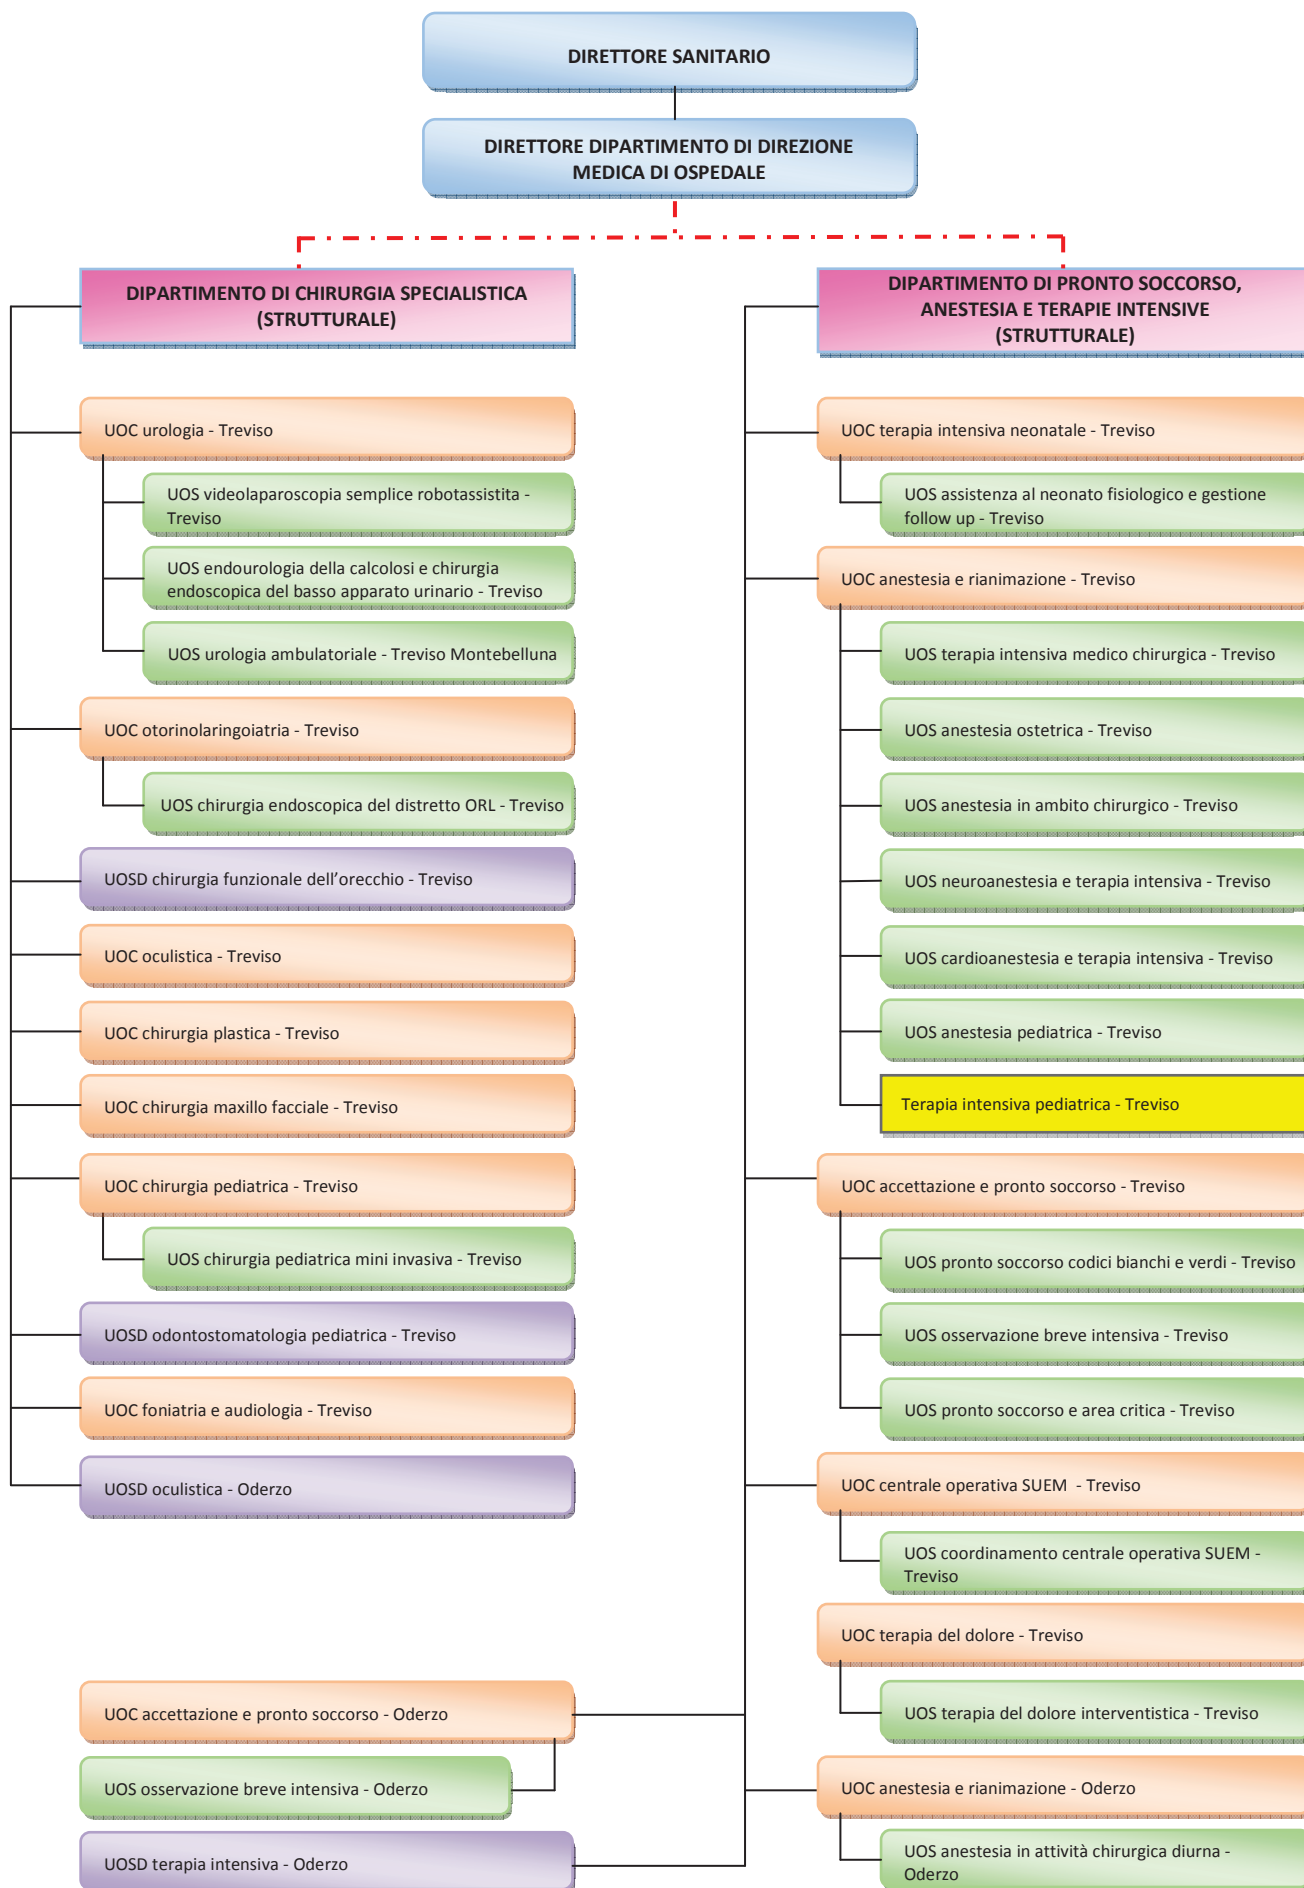 DIRETTORE SANITARIO
DIRETTORE DIPARTIMENTO DI DIREZIONE
MEDICA DI OSPEDALE
DIPARTIMENTO DI CHIRURGIA SPECIALISTICA
(STRUTTURALE)
UOC urologia - Treviso
UOS videolaparoscopia semplice robotassistita -
Treviso
UOS endourologia della calcolosi e chirurgia
endoscopica del basso apparato urinario - Treviso
UOS urologia ambulatoriale - Treviso Montebelluna
UOC otorinolaringoiatria - Treviso
UOS chirurgia endoscopica del distretto ORL - Treviso
UOSD chirurgia funzionale dell’orecchio - Treviso
UOC oculistica - Treviso
UOC chirurgia plastica - Treviso
UOC chirurgia maxillo facciale - Treviso
UOC chirurgia pediatrica - Treviso
UOS chirurgia pediatrica mini invasiva - Treviso
UOSD odontostomatologia pediatrica - Treviso
UOC foniatria e audiologia - Treviso
UOSD oculistica - Oderzo
DIPARTIMENTO DI PRONTO SOCCORSO,
ANESTESIA E TERAPIE INTENSIVE
(STRUTTURALE)
UOC terapia intensiva neonatale - Treviso
UOS assistenza al neonato fisiologico e gestione
follow up - Treviso
UOC anestesia e rianimazione - Treviso
UOS terapia intensiva medico chirurgica - Treviso
UOS anestesia ostetrica - Treviso
UOS anestesia in ambito chirurgico - Treviso
UOS neuroanestesia e terapia intensiva - Treviso
UOS cardioanestesia e terapia intensiva - Treviso
UOS anestesia pediatrica - Treviso
Terapia intensiva pediatrica - Treviso
UOC accettazione e pronto soccorso - Treviso
UOS pronto soccorso codici bianchi e verdi - Treviso
UOS osservazione breve intensiva - Treviso
UOS pronto soccorso e area critica - Treviso
UOC centrale operativa SUEM - Treviso
UOS coordinamento centrale operativa SUEM -
Treviso
UOC terapia del dolore - Treviso
UOS terapia del dolore interventistica - Treviso
UOC anestesia e rianimazione - Oderzo
UOS anestesia in attività chirurgica diurna -
Oderzo
UOC accettazione e pronto soccorso - Oderzo
UOS osservazione breve intensiva - Oderzo
UOSD terapia intensiva - Oderzo